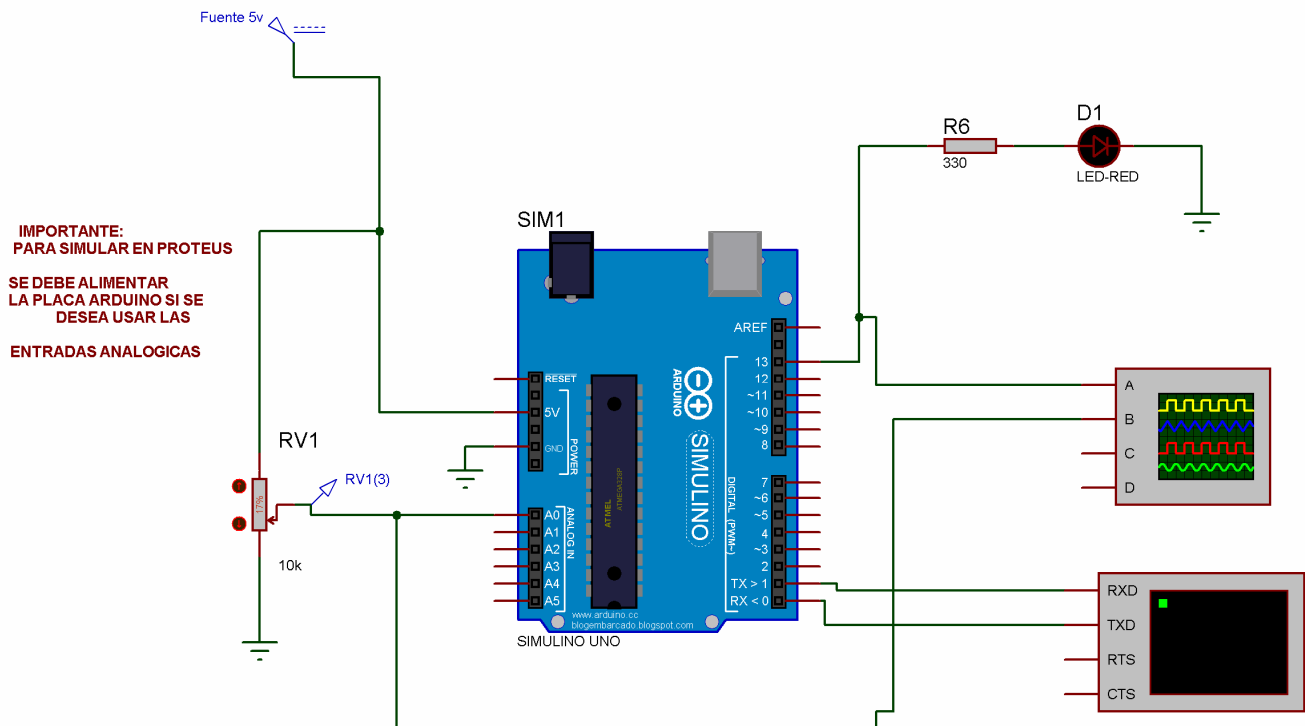 Fuente 5v
IMPORTANTE:
PARA SIMULAR EN PROTEUS
SE DEBE ALIMENTAR
LA PLACA ARDUINO SI SE
DESEA USAR LAS
ENTRADAS ANALOGICAS
RV1
17%
RV1(3)
10k
SIM1
RESET
5V
GND
POWER
A0
A1
A2
A3
A4
A5
ANALOG IN
ATMEL
ATMEGA328P
ARDUINO
SIMULINO
AREF
13
12
~11
~10
~9
8
7
~6
~5
4
~3
2
TX > 1
RX < 0
DIGITAL (PWM~)
www.arduino.cc
blogembarcado.blogspot.com
SIMULINO UNO
R6
330
D1
LED-RED
A
B
C
D
RXD
TXD
RTS
CTS